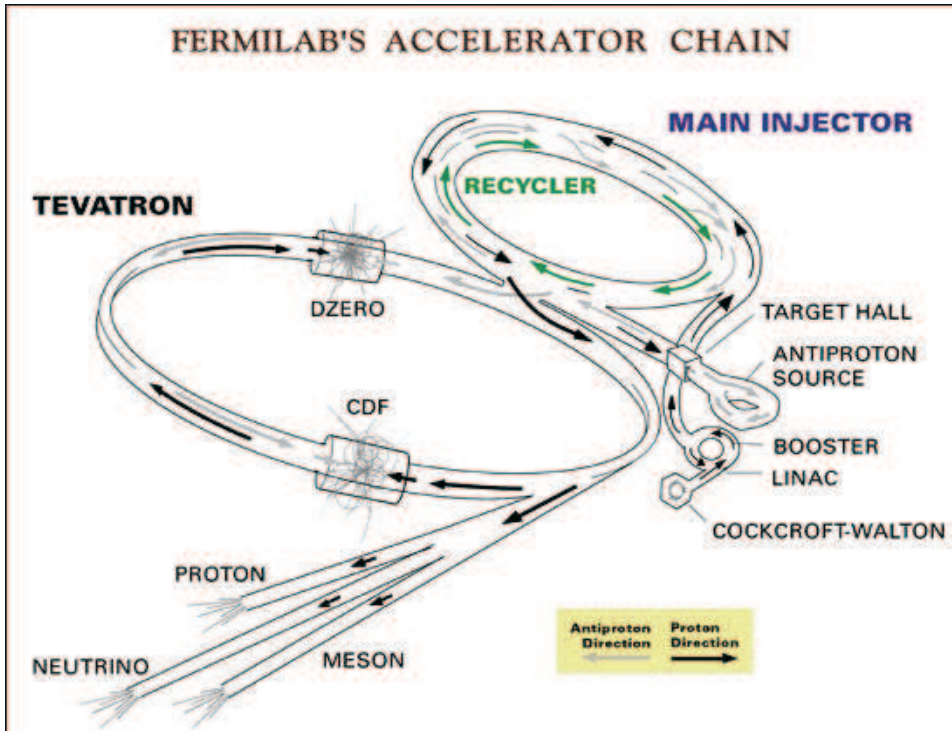 FERMILAB'S ACCELERATOR CHAIN
MAIN INJECTOR
RECYCLER
TEVATRON
DZERO
TARGET HALL
ANTIPROTON
SOURCE
CDF
BOOSTER
LINAC
COCKCROFT-WALTON
PROTON
NEUTRINO
MESON
Antiproton
Direction
Proton
Direction